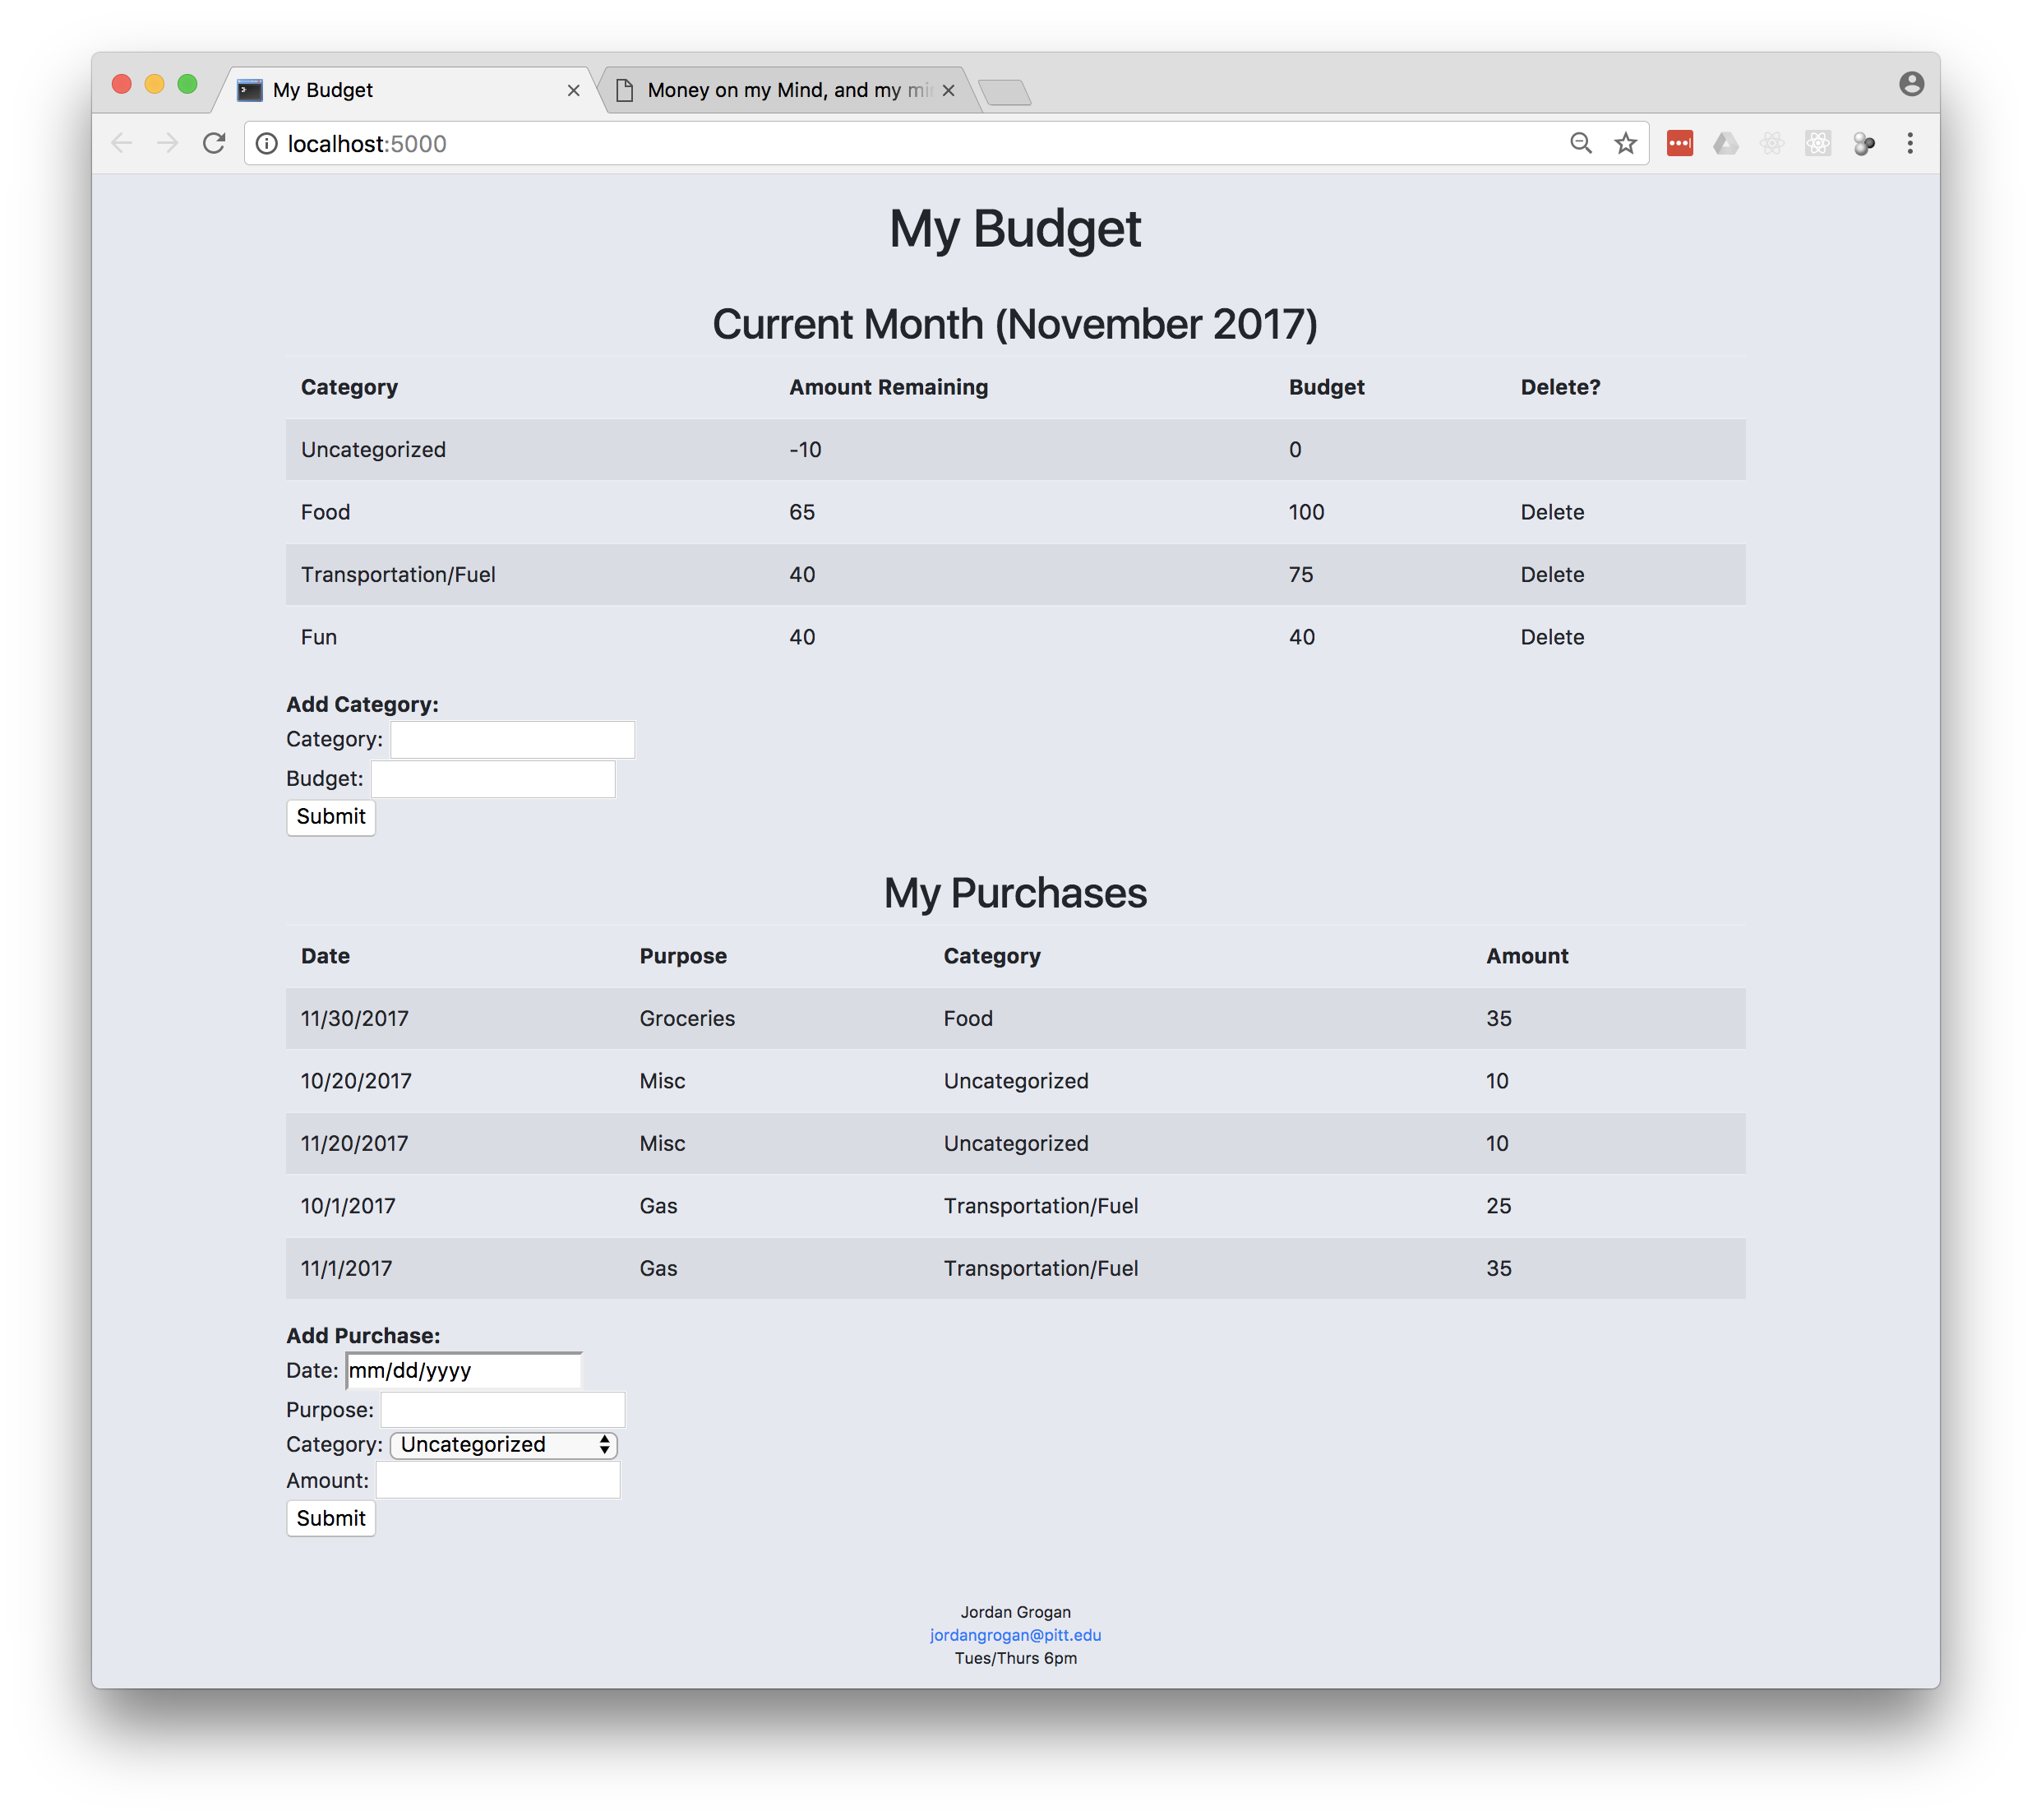 My Budget
Money on my Mind, and my
localhost:5000
My Budget
Current Month (November 2017)
Category Amount Remaining Budget Delete?
Uncategorized -10 0
Food 65 100 Delete
Transportation/Fuel 40 75 Delete
Fun 40 40 Delete
Add Category:
Category:
Budget:
Submit
My Purchases
Date Purpose Category Amount
11/30/2017 Groceries Food 35
10/20/2017 Misc Uncategorized 10
11/20/2017 Misc Uncategorized 10
10/1/2017 Gas Transportation/Fuel 25
11/1/2017 Gas Transportation/Fuel 35
Add Purchase:
Date: mm/dd/yyyy
Purpose:
Category: Uncategorized
Amount:
Submit
Jordan Grogan
jordangrogan@pitt.edu
Tues/Thurs 6pm